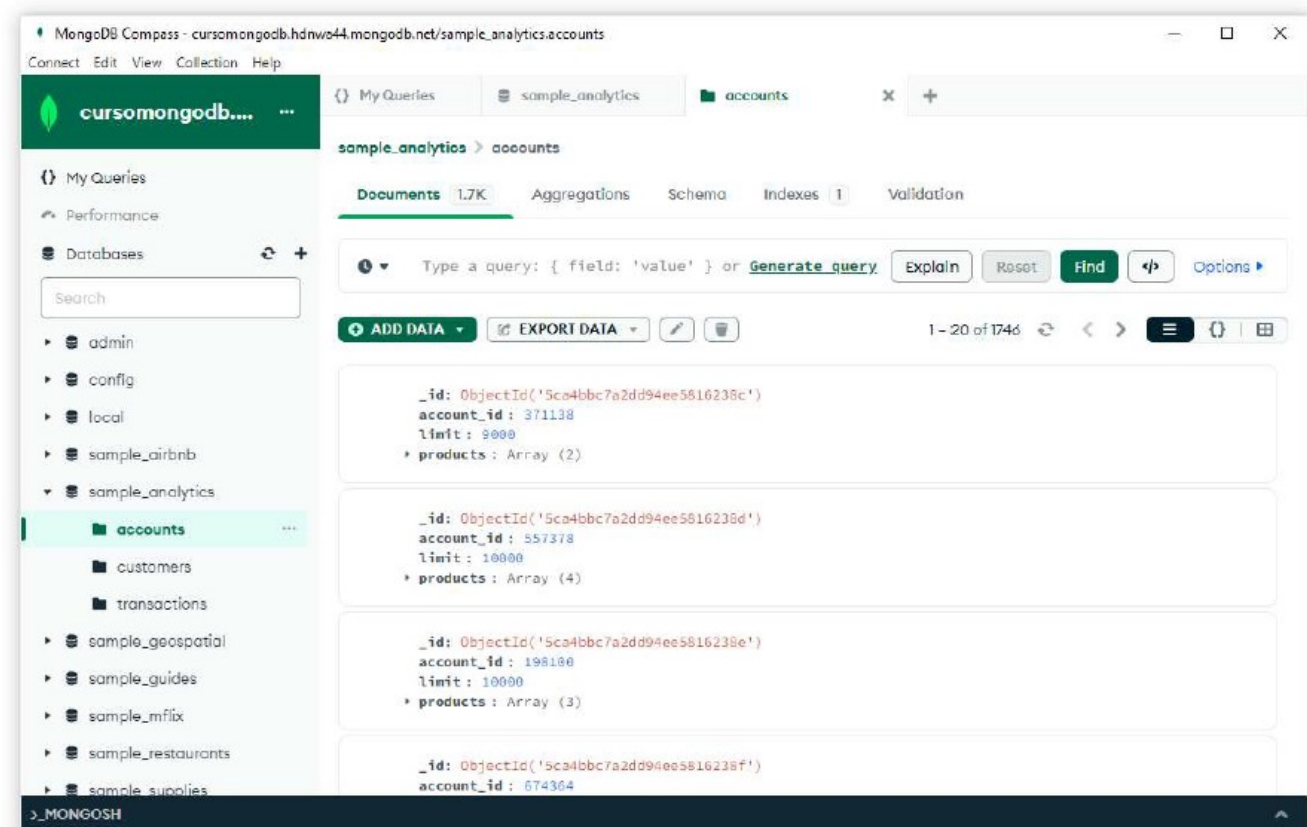 MongoDB Compass - cursomongodb.hdnwo44.mongodb.net/sample_analytics.accounts
Connect Edit View Collection Help
cursomongodb.... ...
{} My Queries
Performance
Databases
Search
admin
config
local
sample_airbnb
sample_analytics
accounts ...
customers
transactions
sample_geospatial
sample_guides
sample_mflix
sample_restaurants
sample_supplies
{} My Queries sample_analytics accounts
sample_analytics > accounts
Documents 1.7K Aggregations Schema Indexes 1 Validation
Type a query: { field: 'value' } or Generate query Explain Reset Find </> Options
ADD DATA EXPORT DATA 1 – 20 of 1746 {}
_id: ObjectId('5ca4bbc7a2dd94ee5816238c')
account_id : 371138
limit : 9000
products : Array (2)
_id: ObjectId('5ca4bbc7a2dd94ee5816238d')
account_id : 557378
limit : 10000
products : Array (4)
_id: ObjectId('5ca4bbc7a2dd94ee5816238e')
account_id : 198100
limit : 10000
products : Array (3)
_id: ObjectId('5ca4bbc7a2dd94ee5816238f')
account_id : 674364
>_MONGOSH